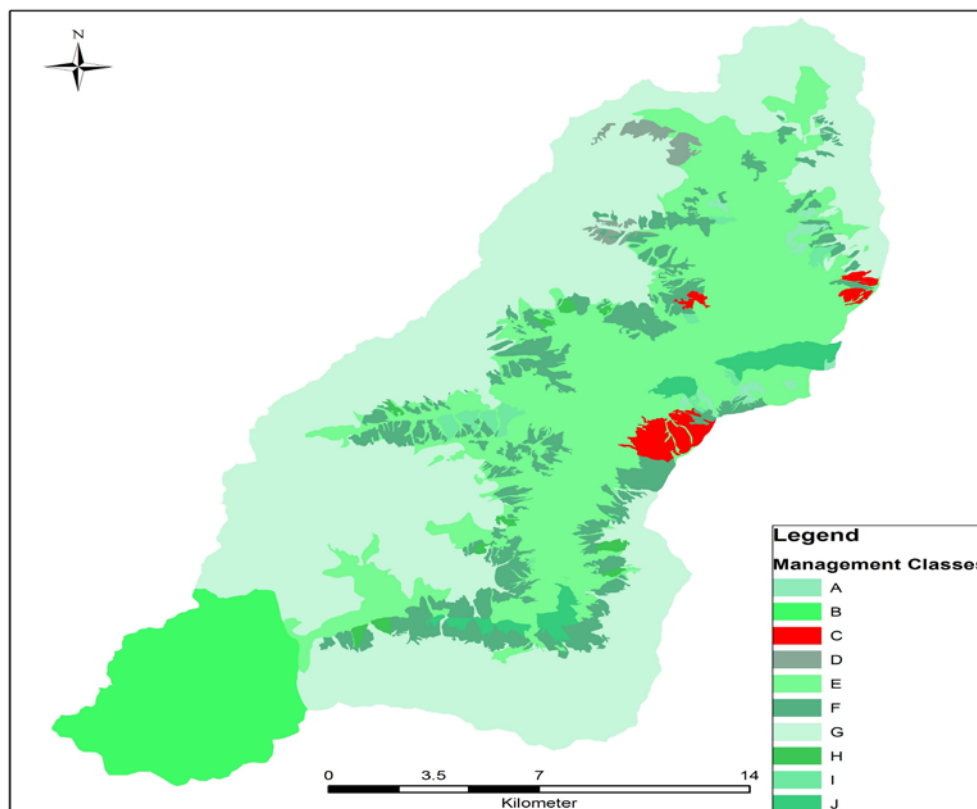 N
Legend
Management Classes
A
B
C
D
E
F
G
H
I
J
0 3.5 7 14
Kilometer